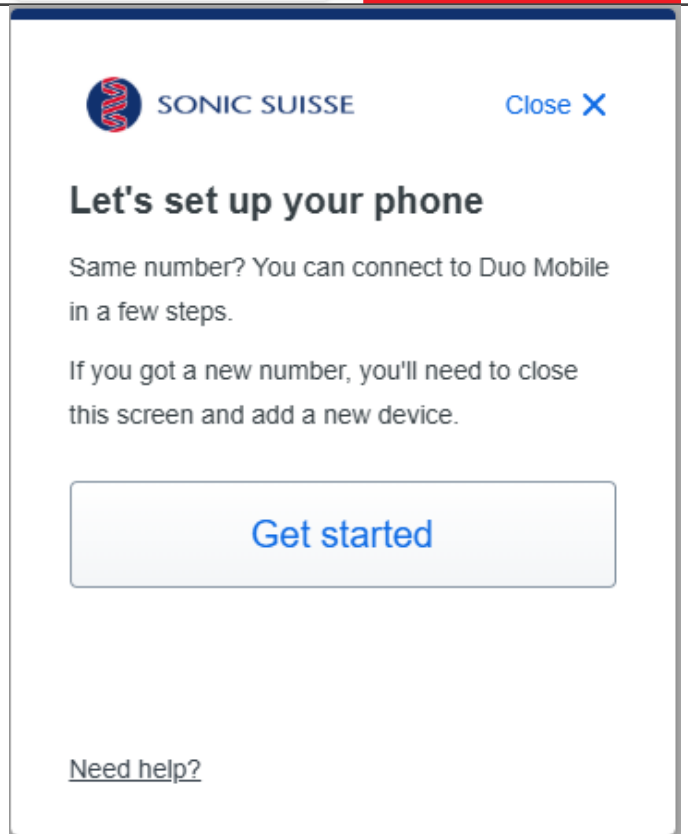 SONIC SUISSE
Close
Let's set up your phone
Same number? You can connect to Duo Mobile
in a few steps.
If you got a new number, you'll need to close
this screen and add a new device.
Get started
Need help?